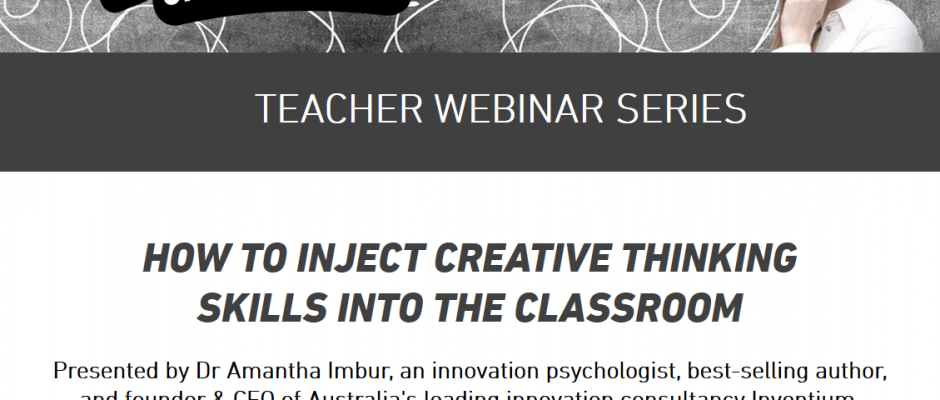 TEACHER WEBINAR SERIES
HOW TO INJECT CREATIVE THINKING
SKILLS INTO THE CLASSROOM
Presented by Dr Amantha Imbur, an innovation psychologist, best-selling author,
and founder & CEO of Australia's leading innovation consultancy Inventium